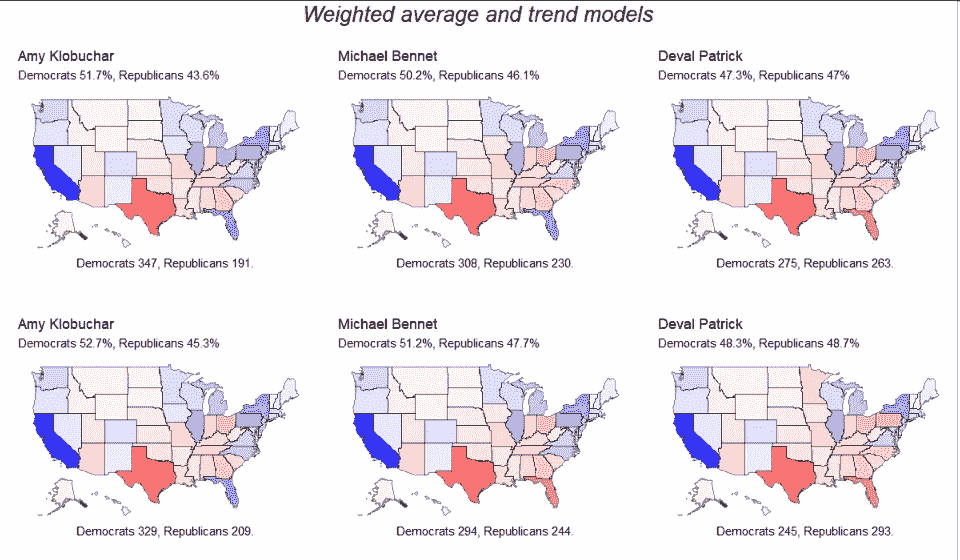 Weighted average and trend models
Amy Klobuchar
Democrats 51.7%, Republicans 43.6%
Democrats 347, Republicans 191.
Michael Bennet
Democrats 50.2%, Republicans 46.1%
Democrats 308, Republicans 230.
Deval Patrick
Democrats 47.3%, Republicans 47%
Democrats 275, Republicans 263.
Amy Klobuchar
Democrats 52.7%, Republicans 45.3%
Democrats 329, Republicans 209.
Michael Bennet
Democrats 51.2%, Republicans 47.7%
Democrats 294, Republicans 244.
Deval Patrick
Democrats 48.3%, Republicans 48.7%
Democrats 245, Republicans 293.